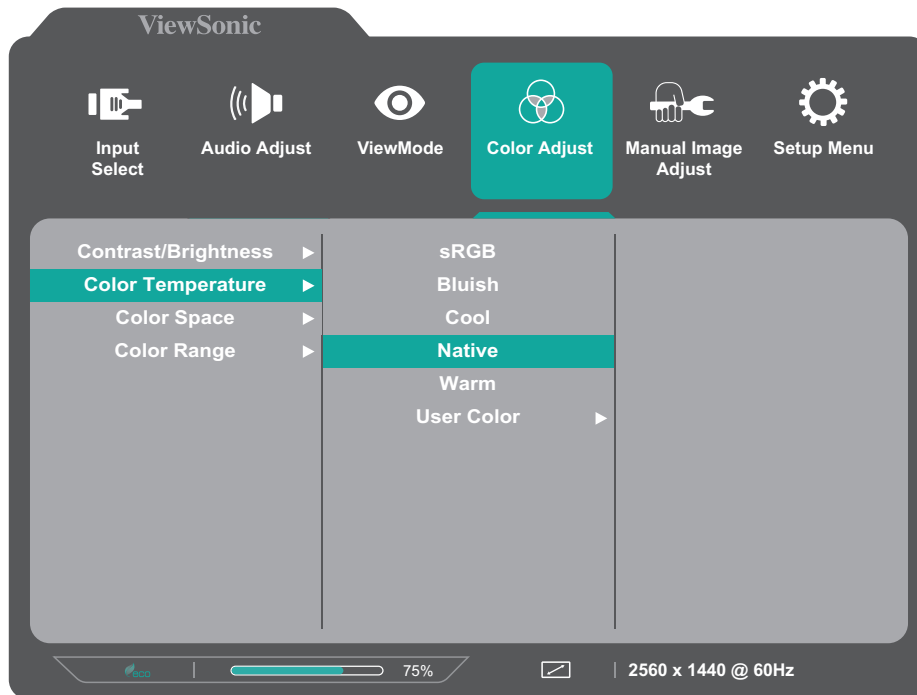 ViewSonic
Input
Select
Audio Adjust
ViewMode
Color Adjust
Manual Image
Adjust
Setup Menu
Contrast/Brightness
Color Temperature
Color Space
Color Range
sRGB
Bluish
Cool
Native
Warm
User Color
eco
75%
2560 x 1440 @ 60Hz